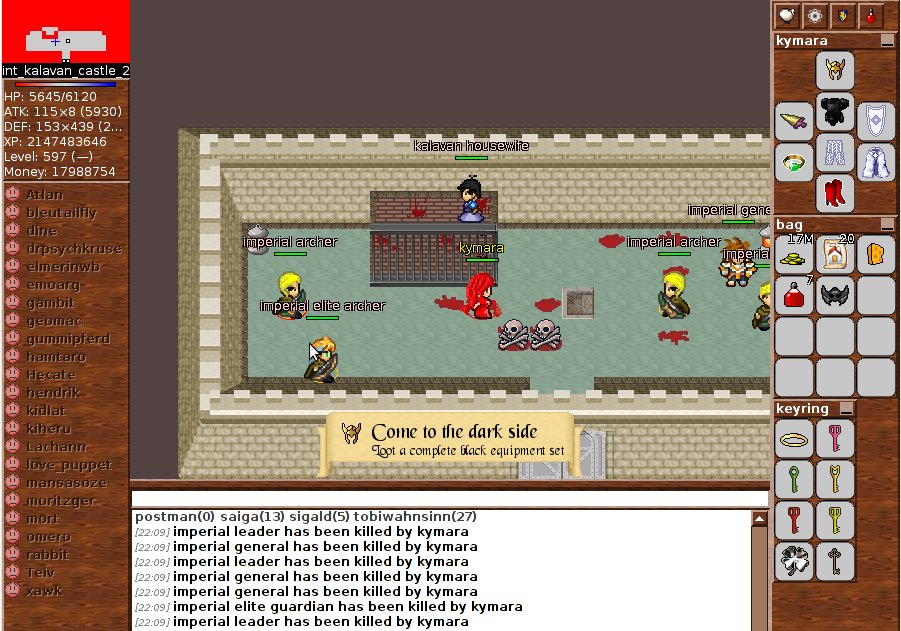 int_kalavan_castle_2
HP: 5645/6120
ATK: 115×8 (5930)
DEF: 153×439 (2...
XP: 2147483646
Level: 597 (—)
Money: 17988754
Atlan
bleutailfly
dine
drpsychkruse
elmerinwb
emoarg
gambit
geomac
gummipferd
hamtaro
Hecate
hendrik
kidlat
kiheru
Lachann
love_puppet
mansasoze
moritzger
mort
omero
rabbit
Teiv
xawk
kalavan housewife
imperial gene
imperial archer
kymara
imperial archer
imperia
imperial elite archer
Come to the dark side
Loot a complete black equipment set
postman(0) saiga(13) sigald(5) tobiwahnsinn(27)
[22:09] imperial leader has been killed by kymara
[22:09] imperial general has been killed by kymara
[22:09] imperial leader has been killed by kymara
[22:09] imperial general has been killed by kymara
[22:09] imperial general has been killed by kymara
[22:09] imperial elite guardian has been killed by kymara
[22:09] imperial leader has been killed by kymara
kymara
bag
17M
20
7
keyring